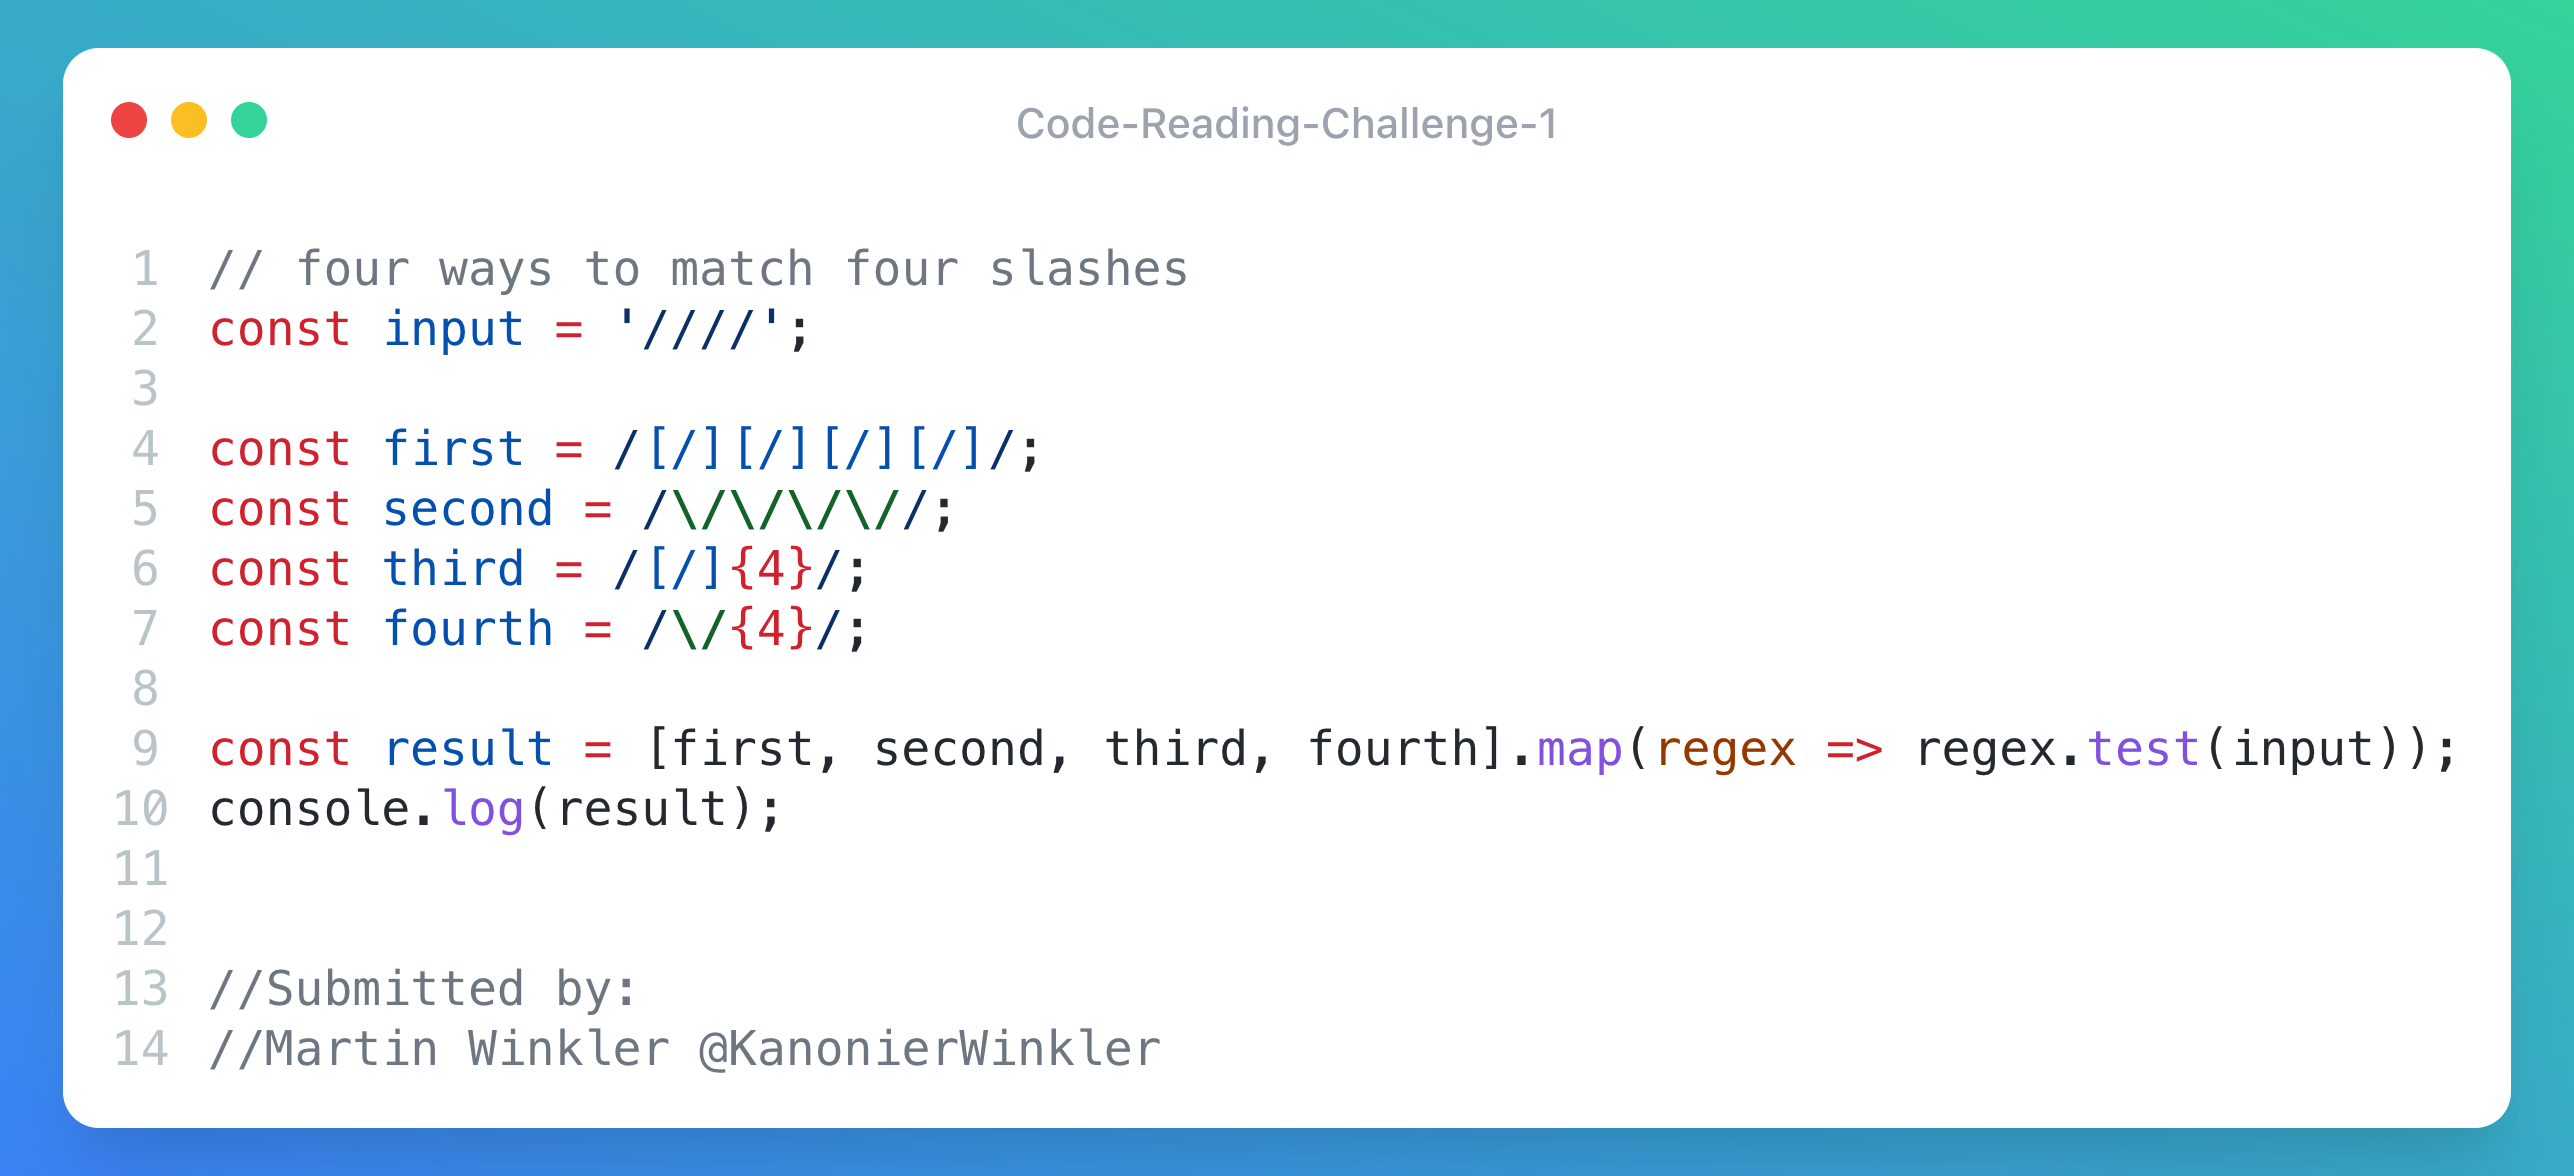 Code-Reading-Challenge-1
1 // four ways to match four slashes
2 const input = '////';
3
4 const first = /[/][/][/][/]/;
5 const second = /\/\/\/\//;
6 const third = /[/]{4}/;
7 const fourth = /\/{4}/;
8
9 const result = [first, second, third, fourth].map(regex => regex.test(input));
10 console.log(result);
11
12
13 //Submitted by:
14 //Martin Winkler @KanonierWinkler